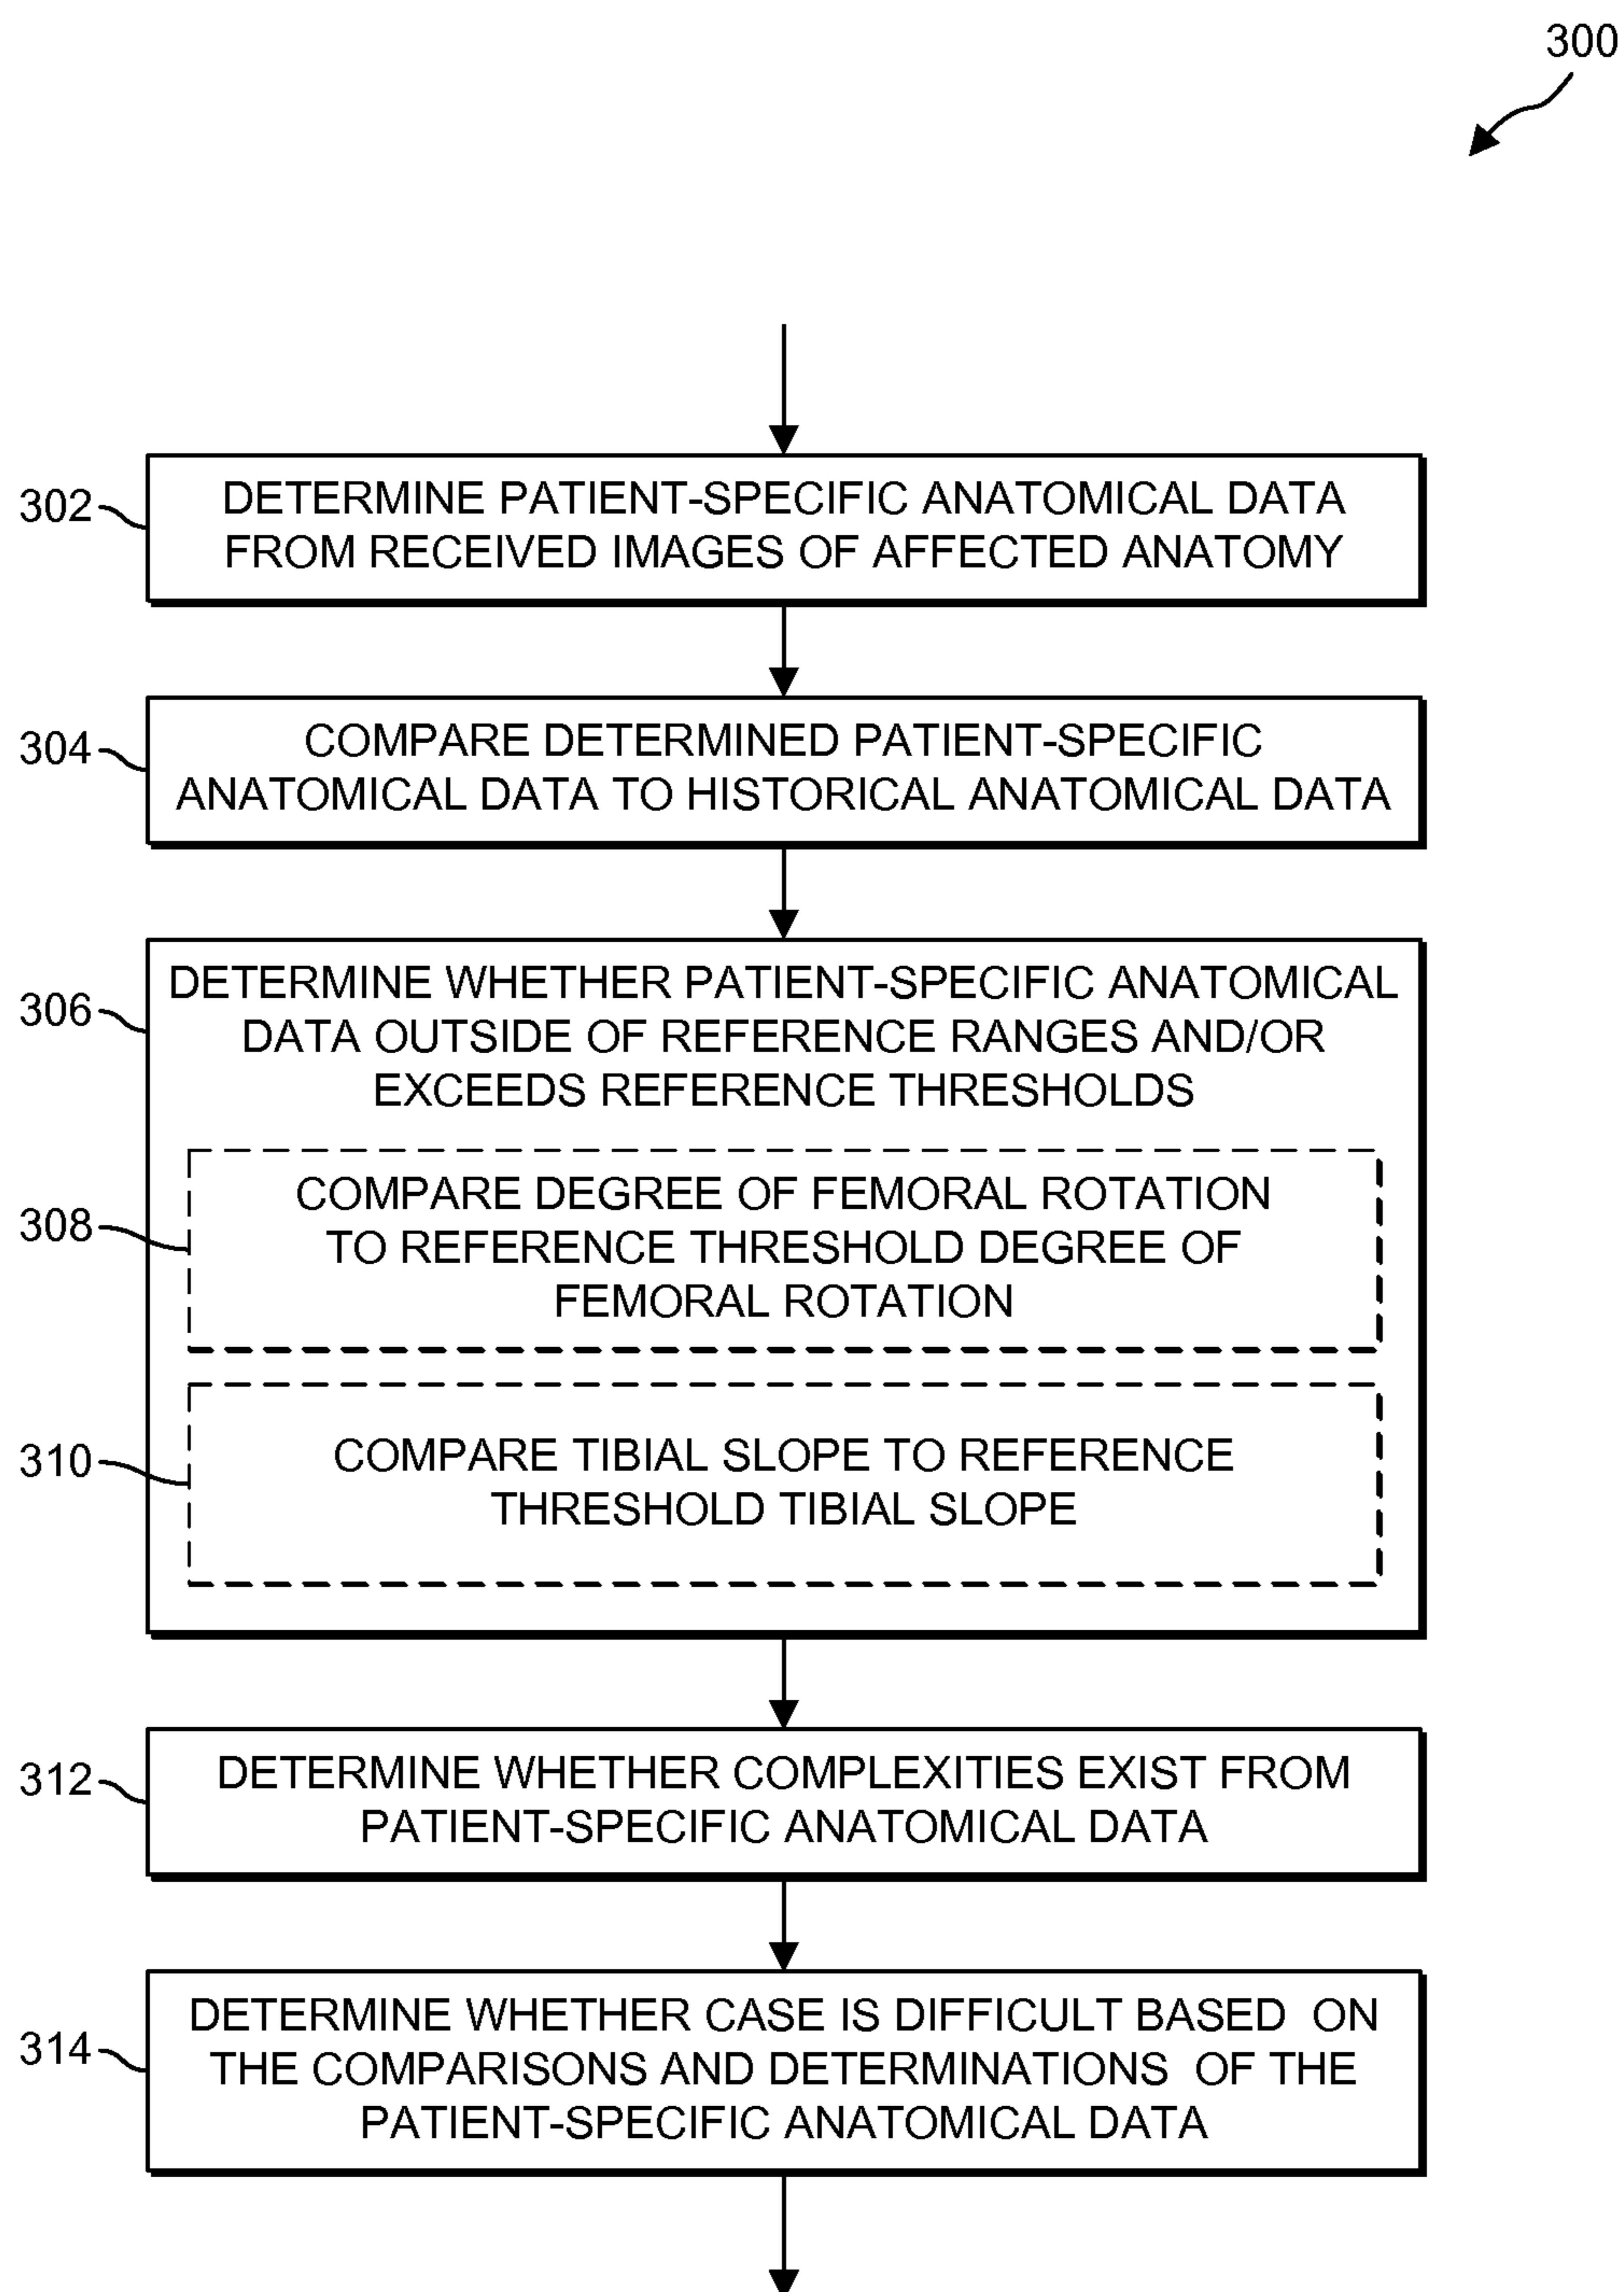 300
302
DETERMINE PATIENT-SPECIFIC ANATOMICAL DATA
FROM RECEIVED IMAGES OF AFFECTED ANATOMY
304
COMPARE DETERMINED PATIENT-SPECIFIC
ANATOMICAL DATA TO HISTORICAL ANATOMICAL DATA
306
DETERMINE WHETHER PATIENT-SPECIFIC ANATOMICAL
DATA OUTSIDE OF REFERENCE RANGES AND/OR
EXCEEDS REFERENCE THRESHOLDS
308
COMPARE DEGREE OF FEMORAL ROTATION
TO REFERENCE THRESHOLD DEGREE OF
FEMORAL ROTATION
310
COMPARE TIBIAL SLOPE TO REFERENCE
THRESHOLD TIBIAL SLOPE
312
DETERMINE WHETHER COMPLEXITIES EXIST FROM
PATIENT-SPECIFIC ANATOMICAL DATA
314
DETERMINE WHETHER CASE IS DIFFICULT BASED ON
THE COMPARISONS AND DETERMINATIONS OF THE
PATIENT-SPECIFIC ANATOMICAL DATA